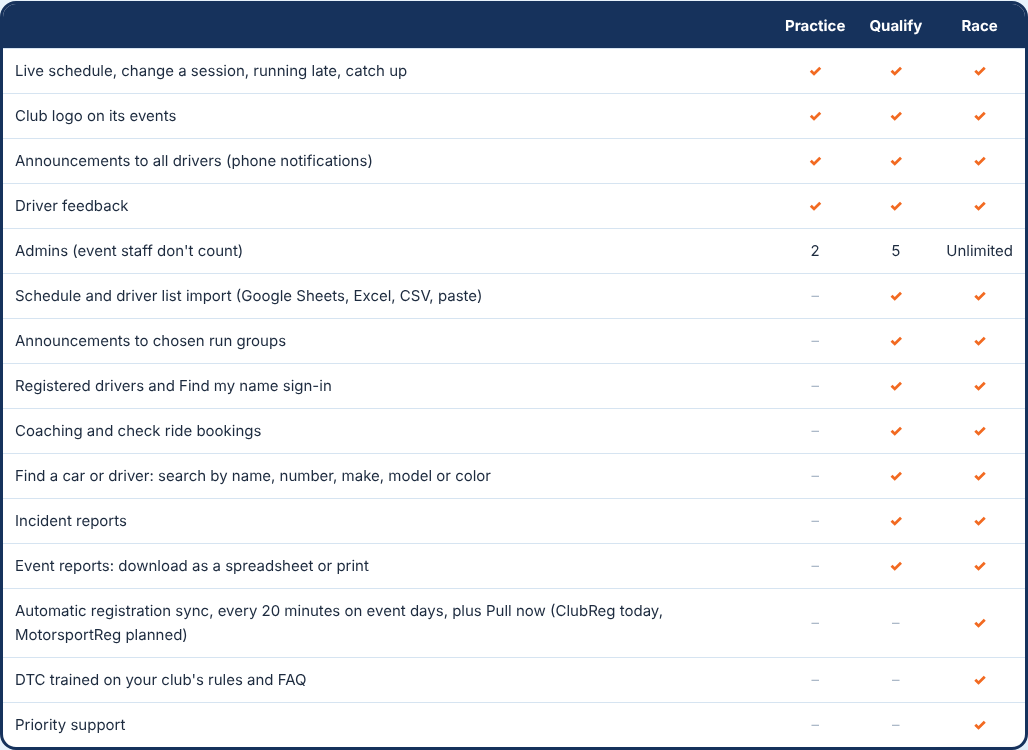 Practice Qualify Race
Live schedule, change a session, running late, catch up ✓ ✓ ✓
Club logo on its events ✓ ✓ ✓
Announcements to all drivers (phone notifications) ✓ ✓ ✓
Driver feedback ✓ ✓ ✓
Admins (event staff don't count) 2 5 Unlimited
Schedule and driver list import (Google Sheets, Excel, CSV, paste) – ✓ ✓
Announcements to chosen run groups – ✓ ✓
Registered drivers and Find my name sign-in – ✓ ✓
Coaching and check ride bookings – ✓ ✓
Find a car or driver: search by name, number, make, model or color – ✓ ✓
Incident reports – ✓ ✓
Event reports: download as a spreadsheet or print – ✓ ✓
Automatic registration sync, every 20 minutes on event days, plus Pull now (ClubReg today,
MotorsportReg planned) – – ✓
DTC trained on your club's rules and FAQ – – ✓
Priority support – – ✓